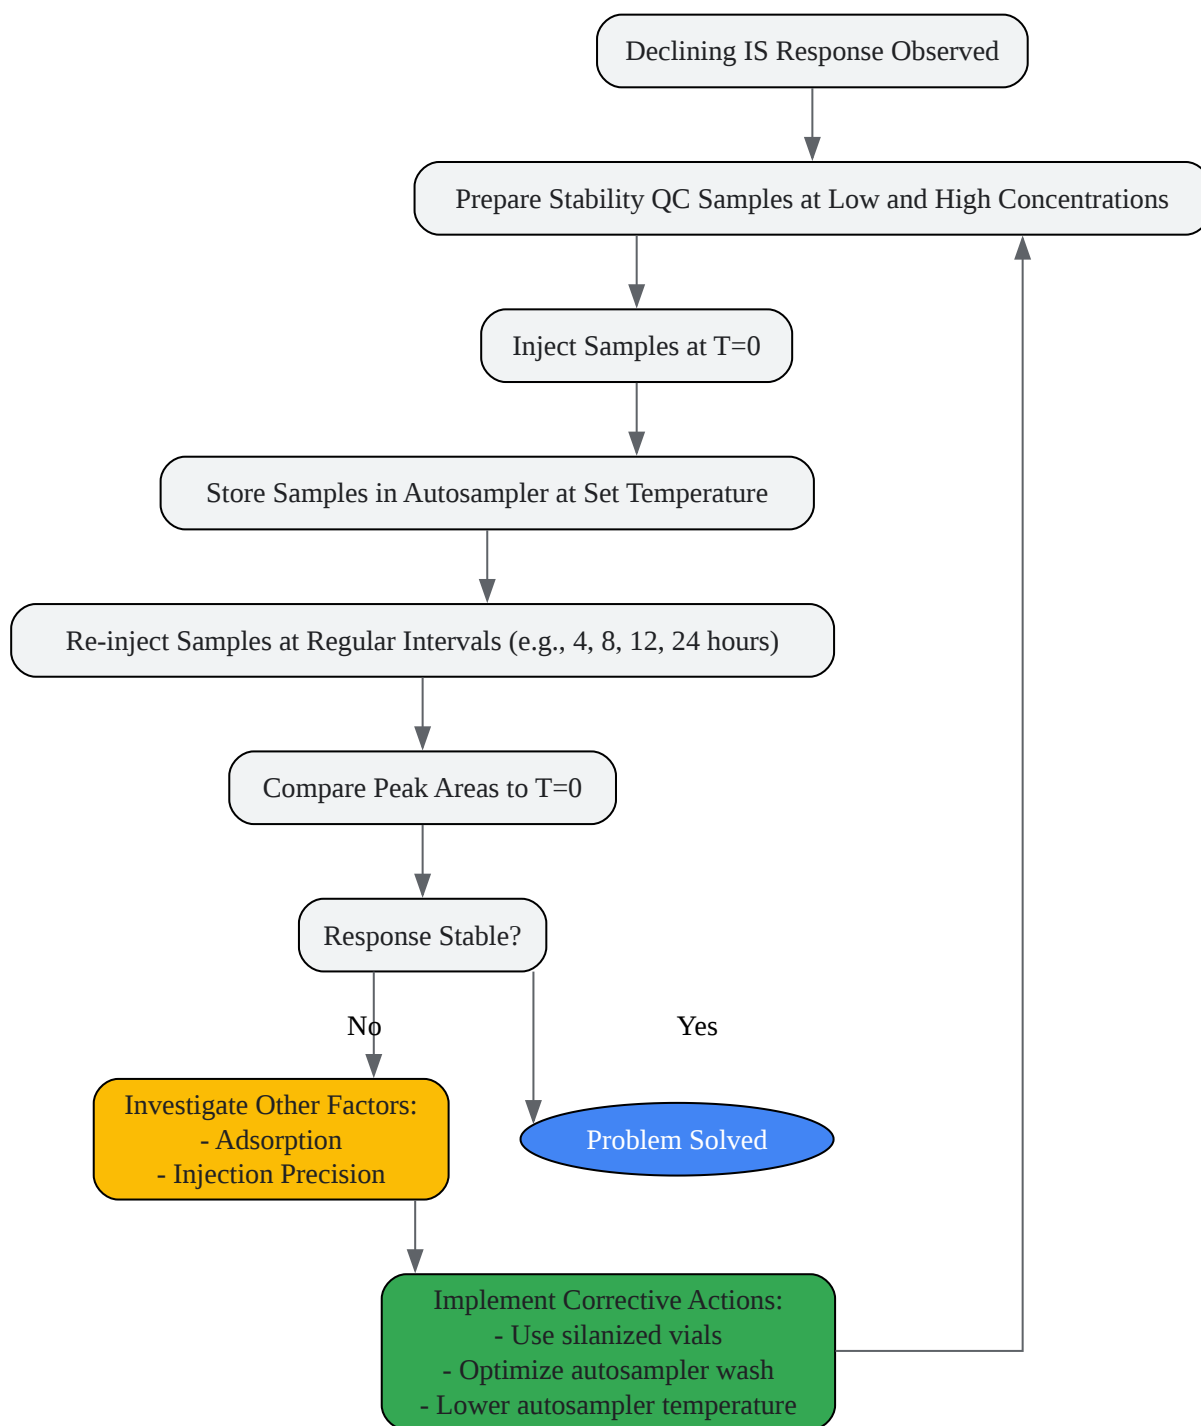 Declining IS Response Observed
Prepare Stability QC Samples at Low and High Concentrations
Inject Samples at T=0
Store Samples in Autosampler at Set Temperature
Re-inject Samples at Regular Intervals (e.g., 4, 8, 12, 24 hours)
Compare Peak Areas to T=0
Response Stable?
No
Yes
Investigate Other Factors:
- Adsorption
- Injection Precision
Problem Solved
Implement Corrective Actions:
- Use silanized vials
- Optimize autosampler wash
- Lower autosampler temperature